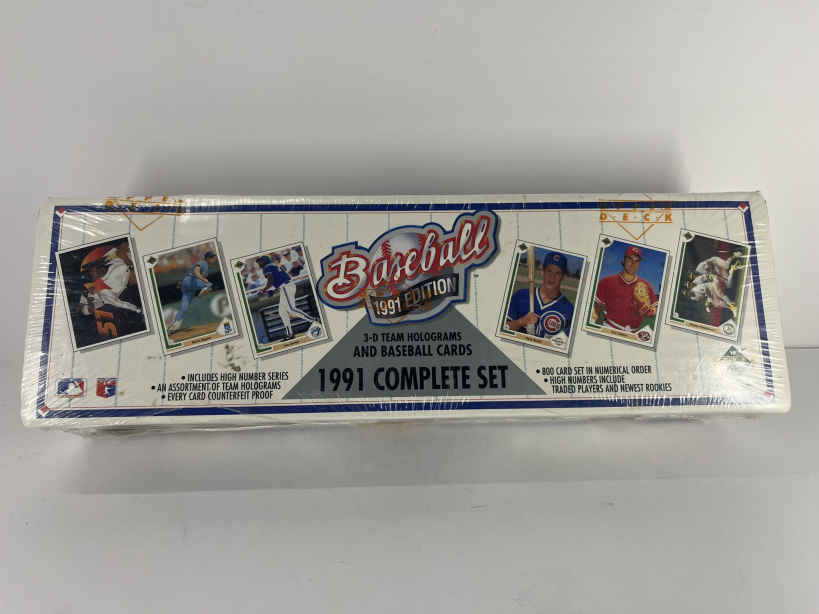 D·E·C·K
Baseball
1991 EDITION
3-D TEAM HOLOGRAMS
AND BASEBALL CARDS
1991 COMPLETE SET
• INCLUDES HIGH NUMBER SERIES
• AN ASSORTMENT OF TEAM HOLOGRAMS
• EVERY CARD COUNTERFEIT PROOF
• 800 CARD SET IN NUMERICAL ORDER
• HIGH NUMBERS INCLUDE
TRADED PLAYERS AND NEWEST ROOKIES
51